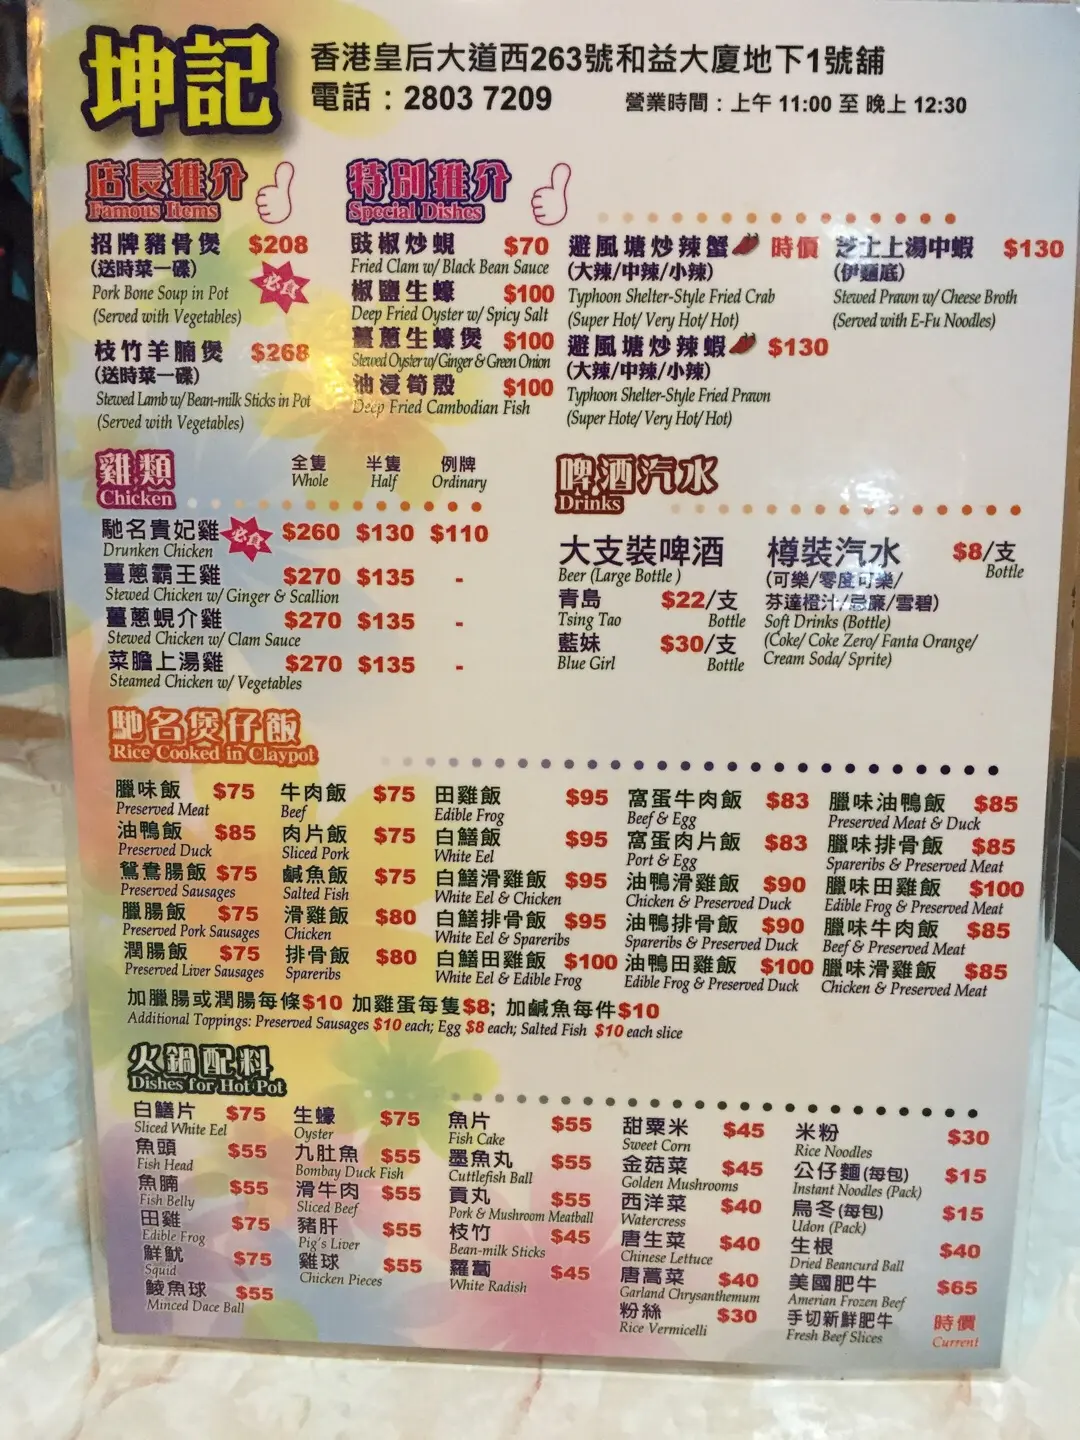 坤記
香港皇后大道西263號和益大廈地下1號舖
電話：2803 7209 營業時間：上午 11:00 至 晚上 12:30
店長推介
Famous Items
招牌豬骨煲 $208
(送時菜一碟)
必食
Pork Bone Soup in Pot
(Served with Vegetables)
枝竹羊腩煲 $268
(送時菜一碟)
Stewed Lamb w/ Bean-milk Sticks in Pot
(Served with Vegetables)
特別推介
Special Dishes
豉椒炒蜆 $70
Fried Clam w/ Black Bean Sauce
椒鹽生蠔 $100
Deep Fried Oyster w/ Spicy Salt
薑蔥生蠔煲 $100
Stewed Oyster w/ Ginger & Green Onion
油浸筍殼 $100
Deep Fried Cambodian Fish
避風塘炒辣蟹 時價
(大辣/中辣/小辣)
Typhoon Shelter-Style Fried Crab
(Super Hot/ Very Hot/ Hot)
避風塘炒辣蝦 $130
(大辣/中辣/小辣)
Typhoon Shelter-Style Fried Prawn
(Super Hote/ Very Hot/ Hot)
芝士上湯中蝦 $130
(伊麵底)
Stewed Prawn w/ Cheese Broth
(Served with E-Fu Noodles)
雞類 全隻 半隻 例牌
Chicken Whole Half Ordinary
馳名貴妃雞 必食 $260 $130 $110
Drunken Chicken
薑蔥霸王雞 $270 $135 -
Stewed Chicken w/ Ginger & Scallion
薑蔥蜆介雞 $270 $135 -
Stewed Chicken w/ Clam Sauce
菜膽上湯雞 $270 $135 -
Steamed Chicken w/ Vegetables
啤酒汽水
Drinks
大支裝啤酒
Beer (Large Bottle )
青島 $22/支
Tsing Tao Bottle
藍妹 $30/支
Blue Girl Bottle
樽裝汽水 $8/支
Bottle
(可樂/零度可樂/
芬達橙汁/忌廉/雪碧)
Soft Drinks (Bottle)
(Coke/ Coke Zero/ Fanta Orange/
Cream Soda/ Sprite)
馳名煲仔飯
Rice Cooked in Claypot
臘味飯 $75
Preserved Meat
油鴨飯 $85
Preserved Duck
鴛鴦腸飯 $75
Preserved Sausages
臘腸飯 $75
Preserved Pork Sausages
潤腸飯 $75
Preserved Liver Sausages
牛肉飯 $75
Beef
肉片飯 $75
Sliced Pork
鹹魚飯 $75
Salted Fish
滑雞飯 $80
Chicken
排骨飯 $80
Spareribs
田雞飯 $95
Edible Frog
白鱔飯 $95
White Eel
白鱔滑雞飯 $95
White Eel & Chicken
白鱔排骨飯 $95
White Eel & Spareribs
白鱔田雞飯 $100
White Eel & Edible Frog
窩蛋牛肉飯 $83
Beef & Egg
窩蛋肉片飯 $83
Port & Egg
油鴨滑雞飯 $90
Chicken & Preserved Duck
油鴨排骨飯 $90
Spareribs & Preserved Duck
油鴨田雞飯 $100
Edible Frog & Preserved Duck
臘味油鴨飯 $85
Preserved Meat & Duck
臘味排骨飯 $85
Spareribs & Preserved Meat
臘味田雞飯 $100
Edible Frog & Preserved Meat
臘味牛肉飯 $85
Beef & Preserved Meat
臘味滑雞飯 $85
Chicken & Preserved Meat
加臘腸或潤腸每條$10 加雞蛋每隻$8; 加鹹魚每件$10
Additional Toppings: Preserved Sausages $10 each; Egg $8 each; Salted Fish $10 each slice
火鍋配料
Dishes for Hot Pot
白鱔片 $75
Sliced White Eel
魚頭 $55
Fish Head
魚腩 $55
Fish Belly
田雞 $75
Edible Frog
鮮魷 $75
Squid
鯪魚球 $55
Minced Dace Ball
生蠔 $75
Oyster
九肚魚 $55
Bombay Duck Fish
滑牛肉 $55
Sliced Beef
豬肝 $55
Pig's Liver
雞球 $55
Chicken Pieces
魚片 $55
Fish Cake
墨魚丸 $55
Cuttlefish Ball
貢丸 $55
Pork & Mushroom Meatball
枝竹 $45
Bean-milk Sticks
蘿蔔 $45
White Radish
甜粟米 $45
Sweet Corn
金菇菜 $45
Golden Mushrooms
西洋菜 $40
Watercress
唐生菜 $40
Chinese Lettuce
唐蒿菜 $40
Garland Chrysanthemum
粉絲 $30
Rice Vermicelli
米粉 $30
Rice Noodles
公仔麵(每包) $15
Instant Noodles (Pack)
烏冬(每包) $15
Udon (Pack)
生根 $40
Dried Beancurd Ball
美國肥牛 $65
Amerian Frozen Beef
手切新鮮肥牛 時價
Fresh Beef Slices Current